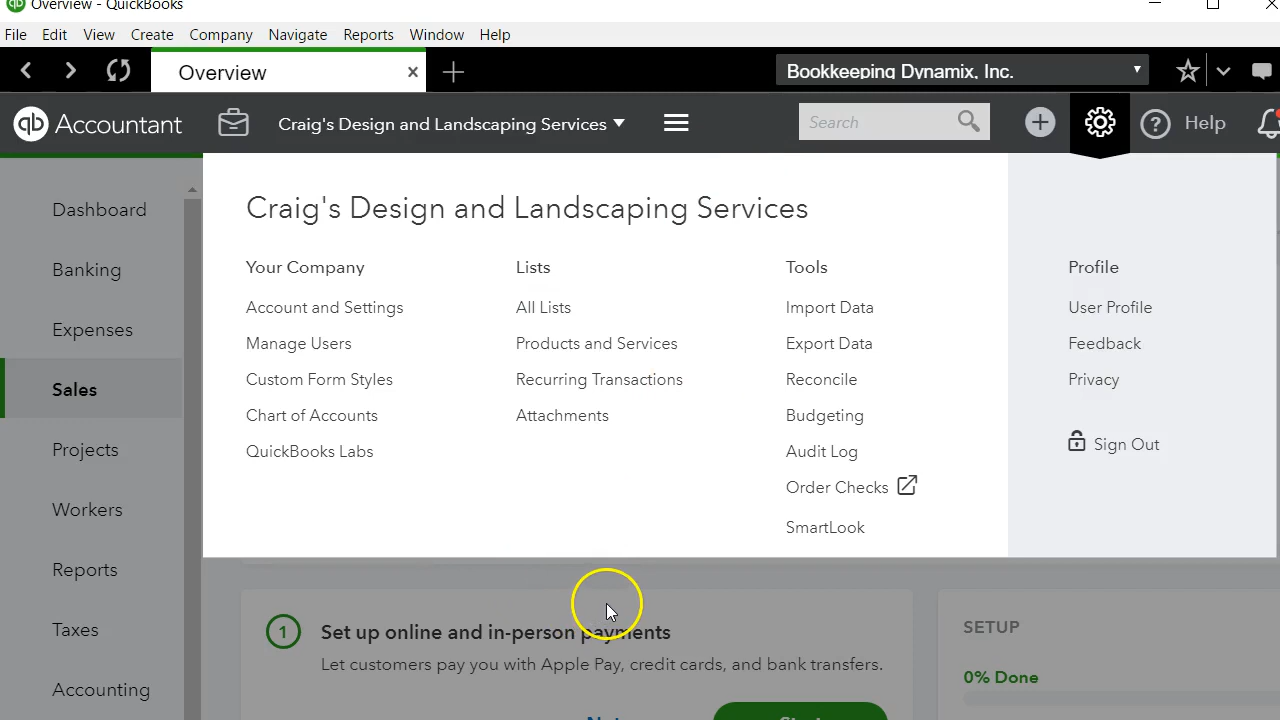 Overview - QuickBooks
File Edit View Create Company Navigate Reports Window Help
Overview
Bookkeeping Dynamix, Inc.
qb Accountant
Craig's Design and Landscaping Services
Search
Help
Dashboard
Banking
Expenses
Sales
Projects
Workers
Reports
Taxes
Accounting
Craig's Design and Landscaping Services
Your Company
Account and Settings
Manage Users
Custom Form Styles
Chart of Accounts
QuickBooks Labs
Lists
All Lists
Products and Services
Recurring Transactions
Attachments
Tools
Import Data
Export Data
Reconcile
Budgeting
Audit Log
Order Checks
SmartLook
Profile
User Profile
Feedback
Privacy
Sign Out
1
Set up online and in-person payments
Let customers pay you with Apple Pay, credit cards, and bank transfers.
SETUP
0% Done